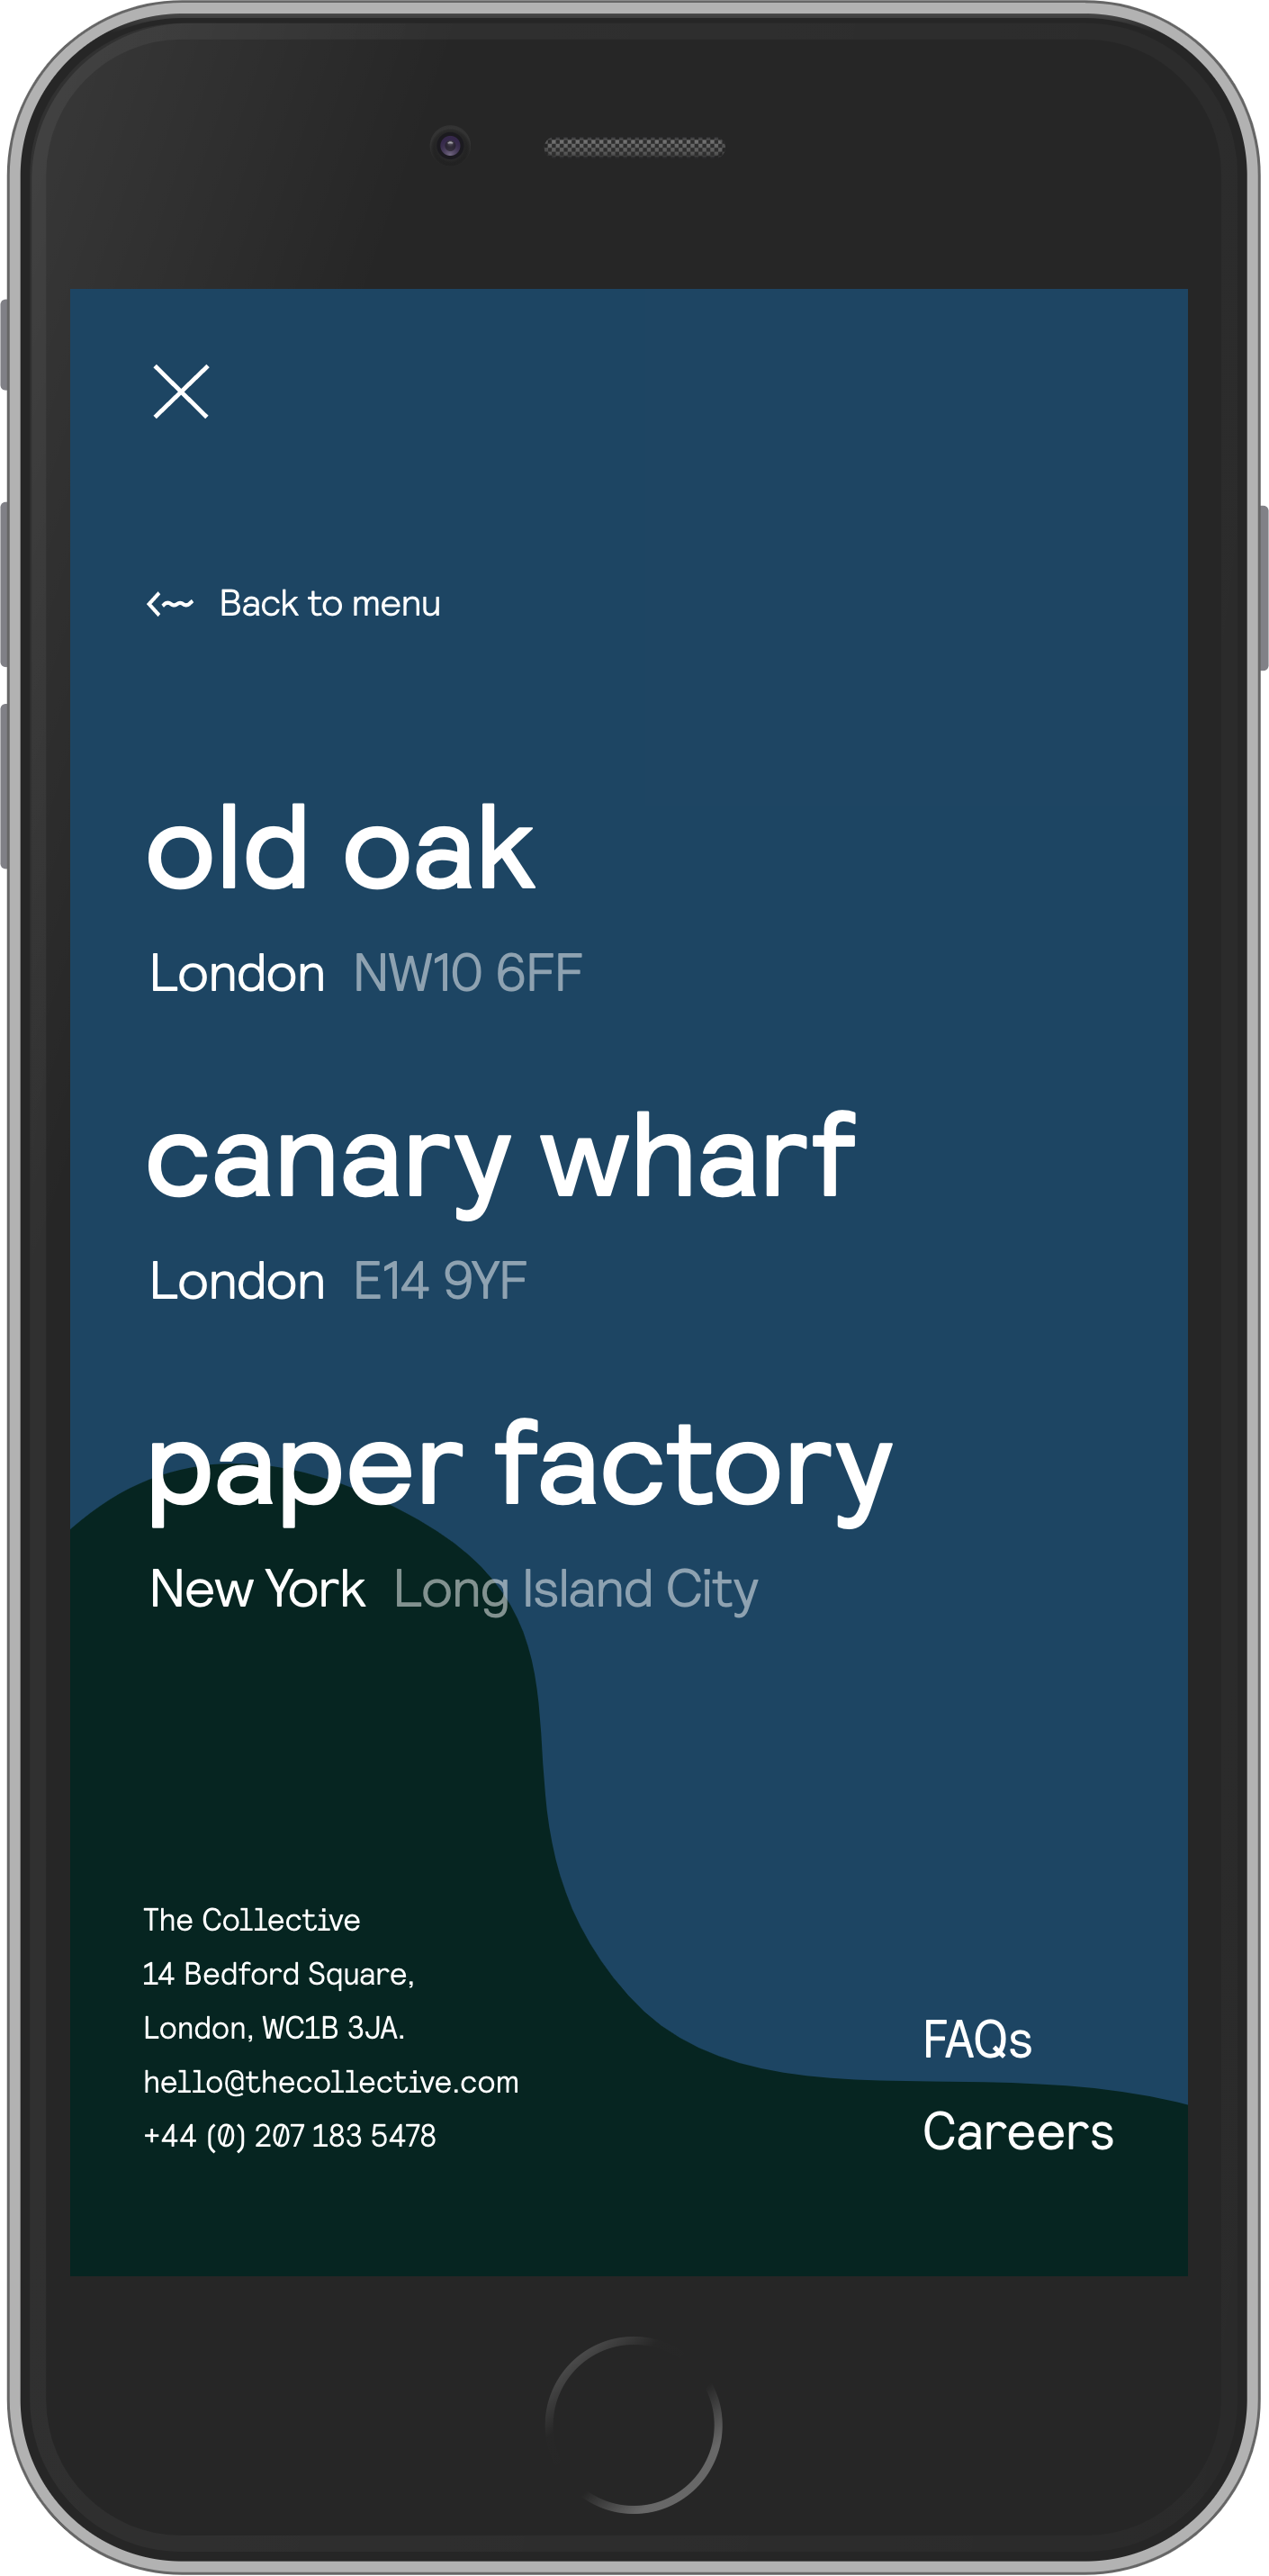 Back to menu
old oak
London NW10 6FF
canary wharf
London E14 9YF
paper factory
New York Long Island City
The Collective
14 Bedford Square,
London, WC1B 3JA.
hello@thecollective.com
+44 (0) 207 183 5478
FAQs
Careers